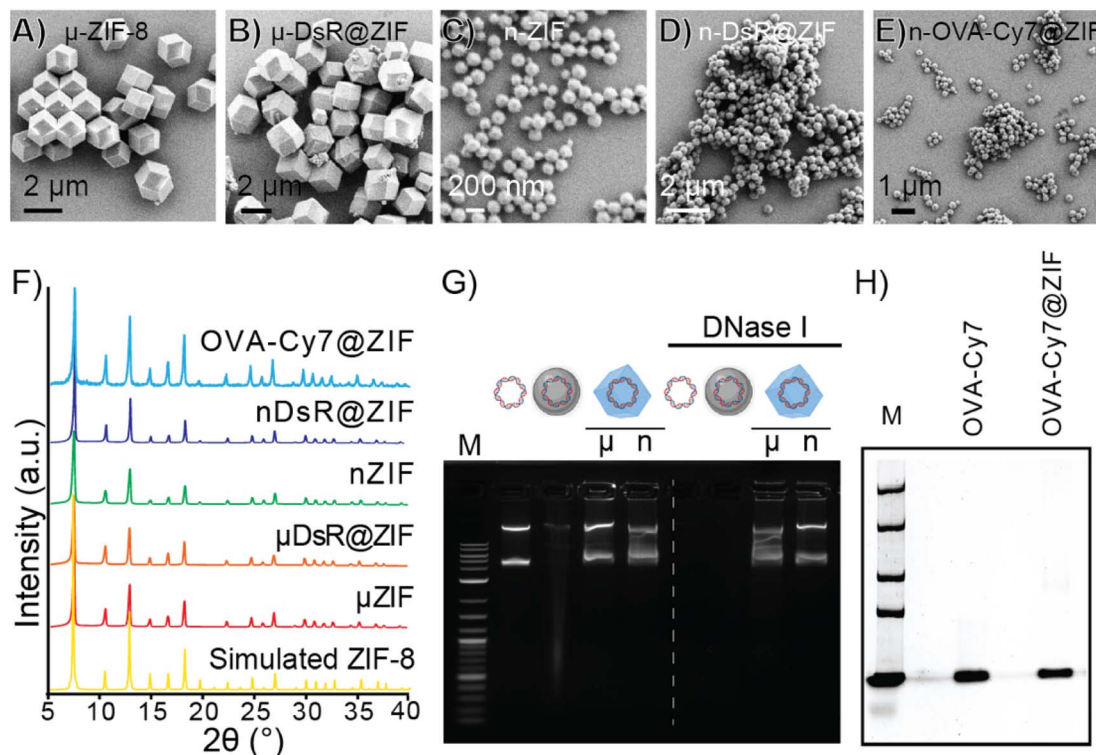 A) μ-ZIF-8
2 μm
B) μ-DsR@ZIF
2 μm
C) n-ZIF
200 nm
D) n-DsR@ZIF
2 μm
E) n-OVA-Cy7@ZIF
1 μm
F)
Intensity (a.u.)
OVA-Cy7@ZIF
nDsR@ZIF
nZIF
μDsR@ZIF
μZIF
Simulated ZIF-8
5 10 15 20 25 30 35 40
2θ (°)
G)
DNase I
M μ n μ n
H)
M
OVA-Cy7
OVA-Cy7@ZIF